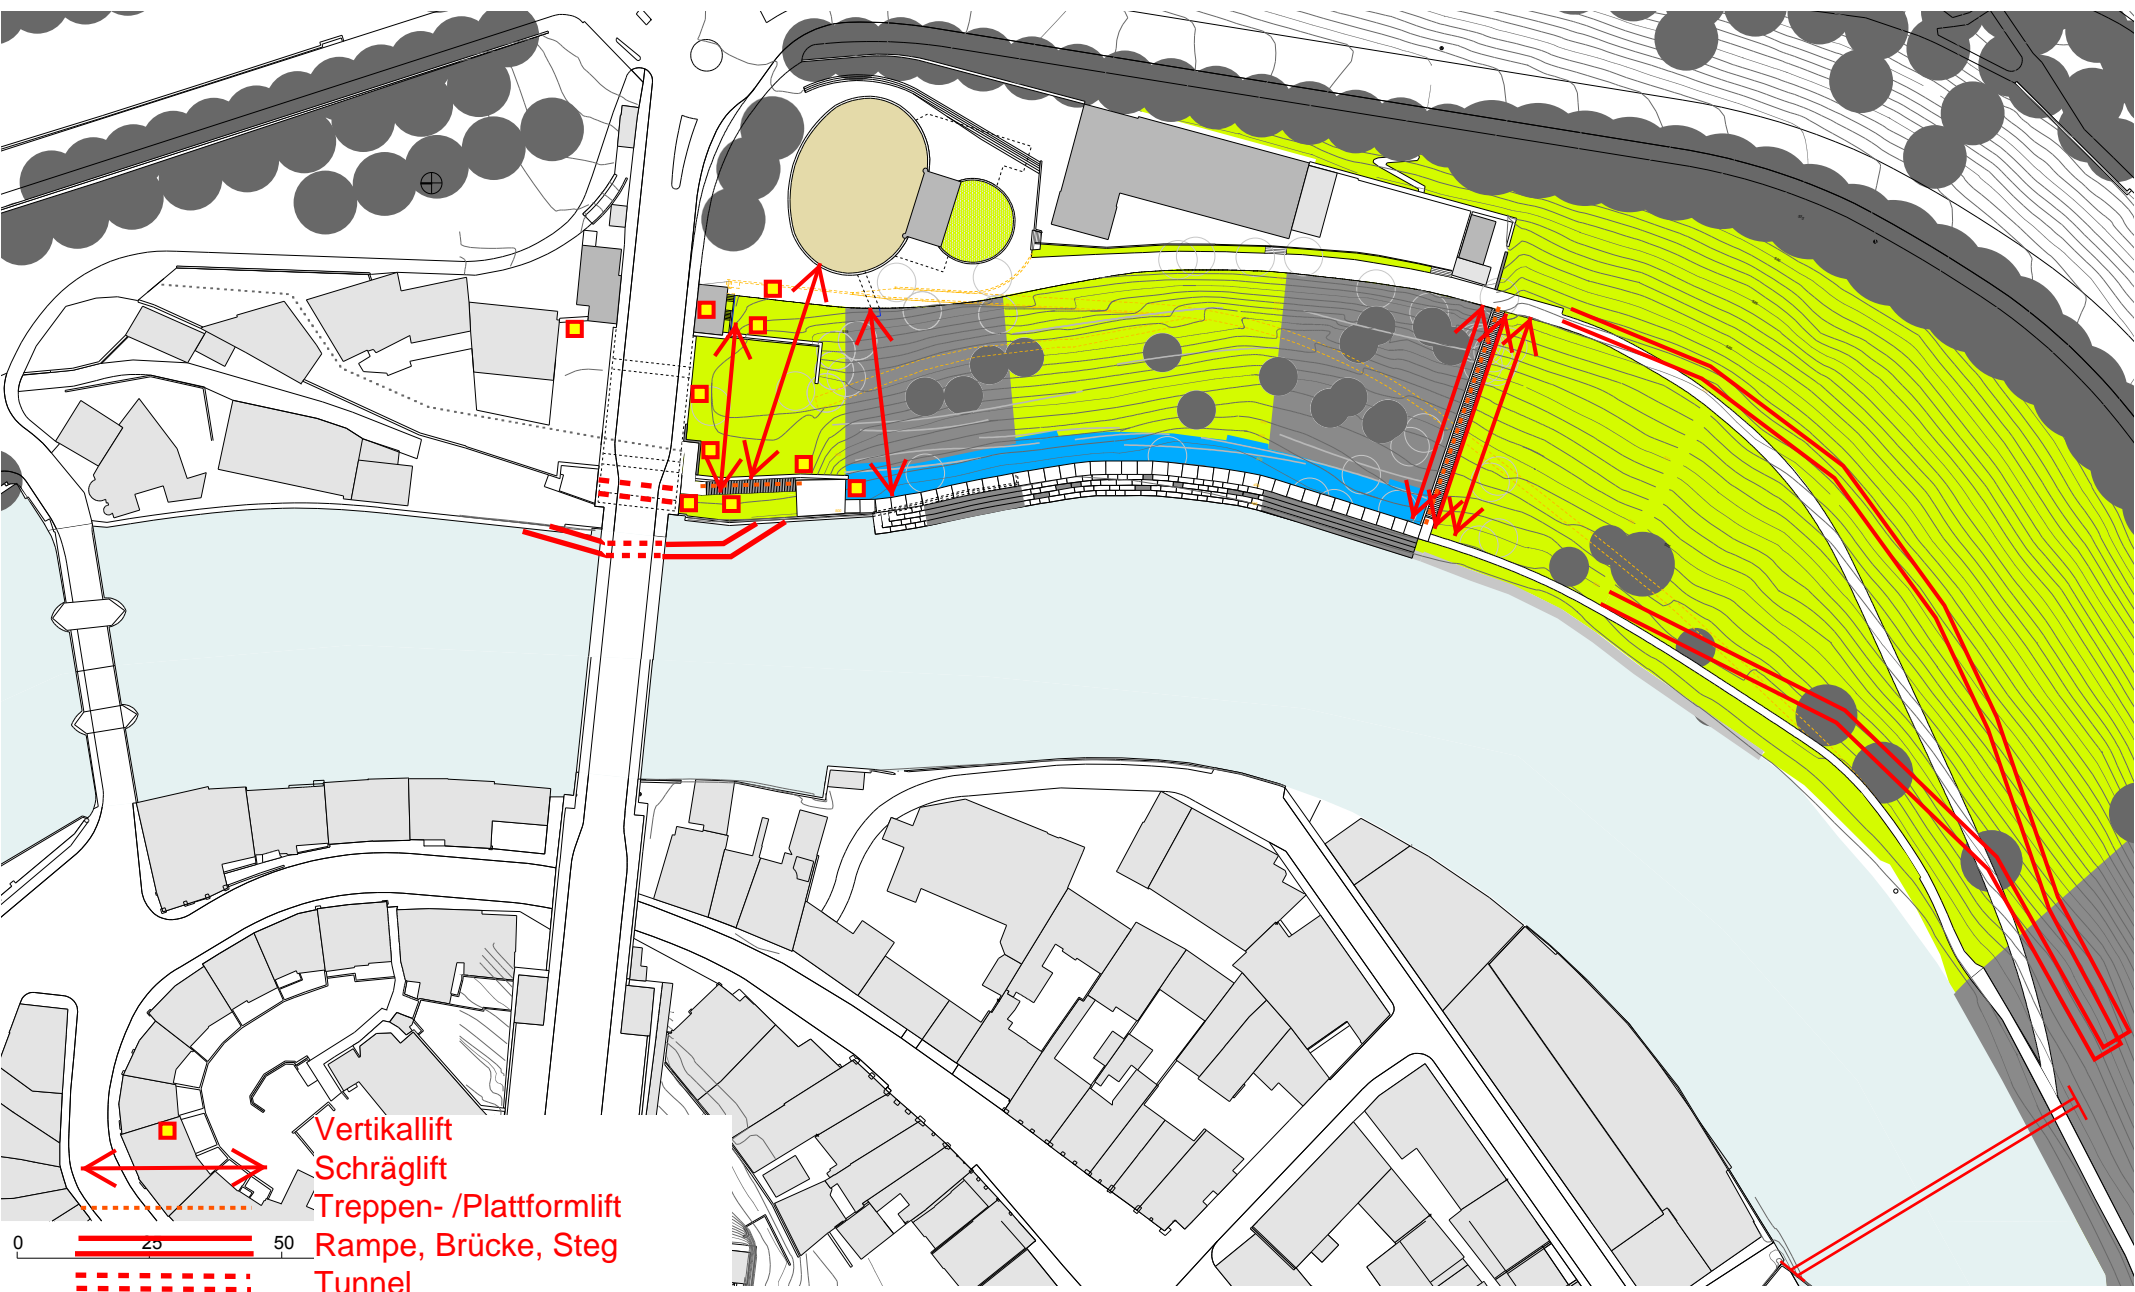 Vertikallift
Schräglift
Treppen- /Plattformlift
0 25 50
Rampe, Brücke, Steg
Tunnel